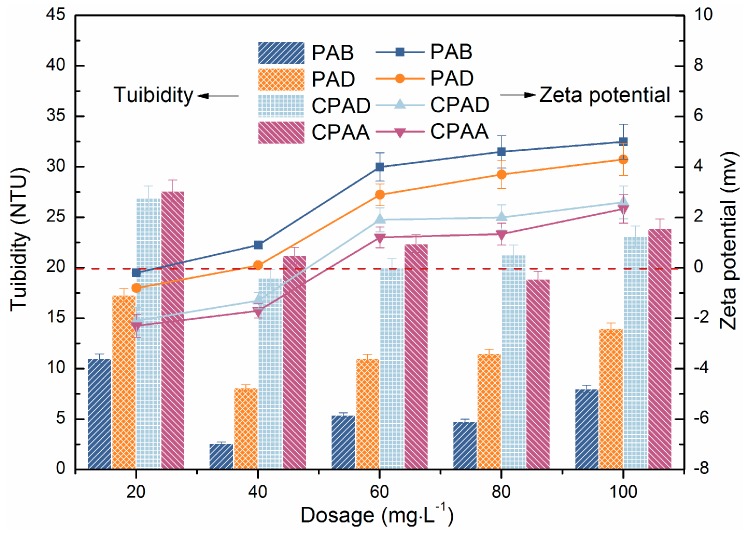 45
40
35
30
25
20
15
10
5
0
Tuibidity (NTU)
PAB PAB
PAD PAD
CPAD CPAD
CPAA CPAA
Tuibidity
Zeta potential
10
8
6
4
2
0
-2
-4
-6
-8
Zeta potential (mv)
20 40 60 80 100
Dosage (mg·L⁻¹)